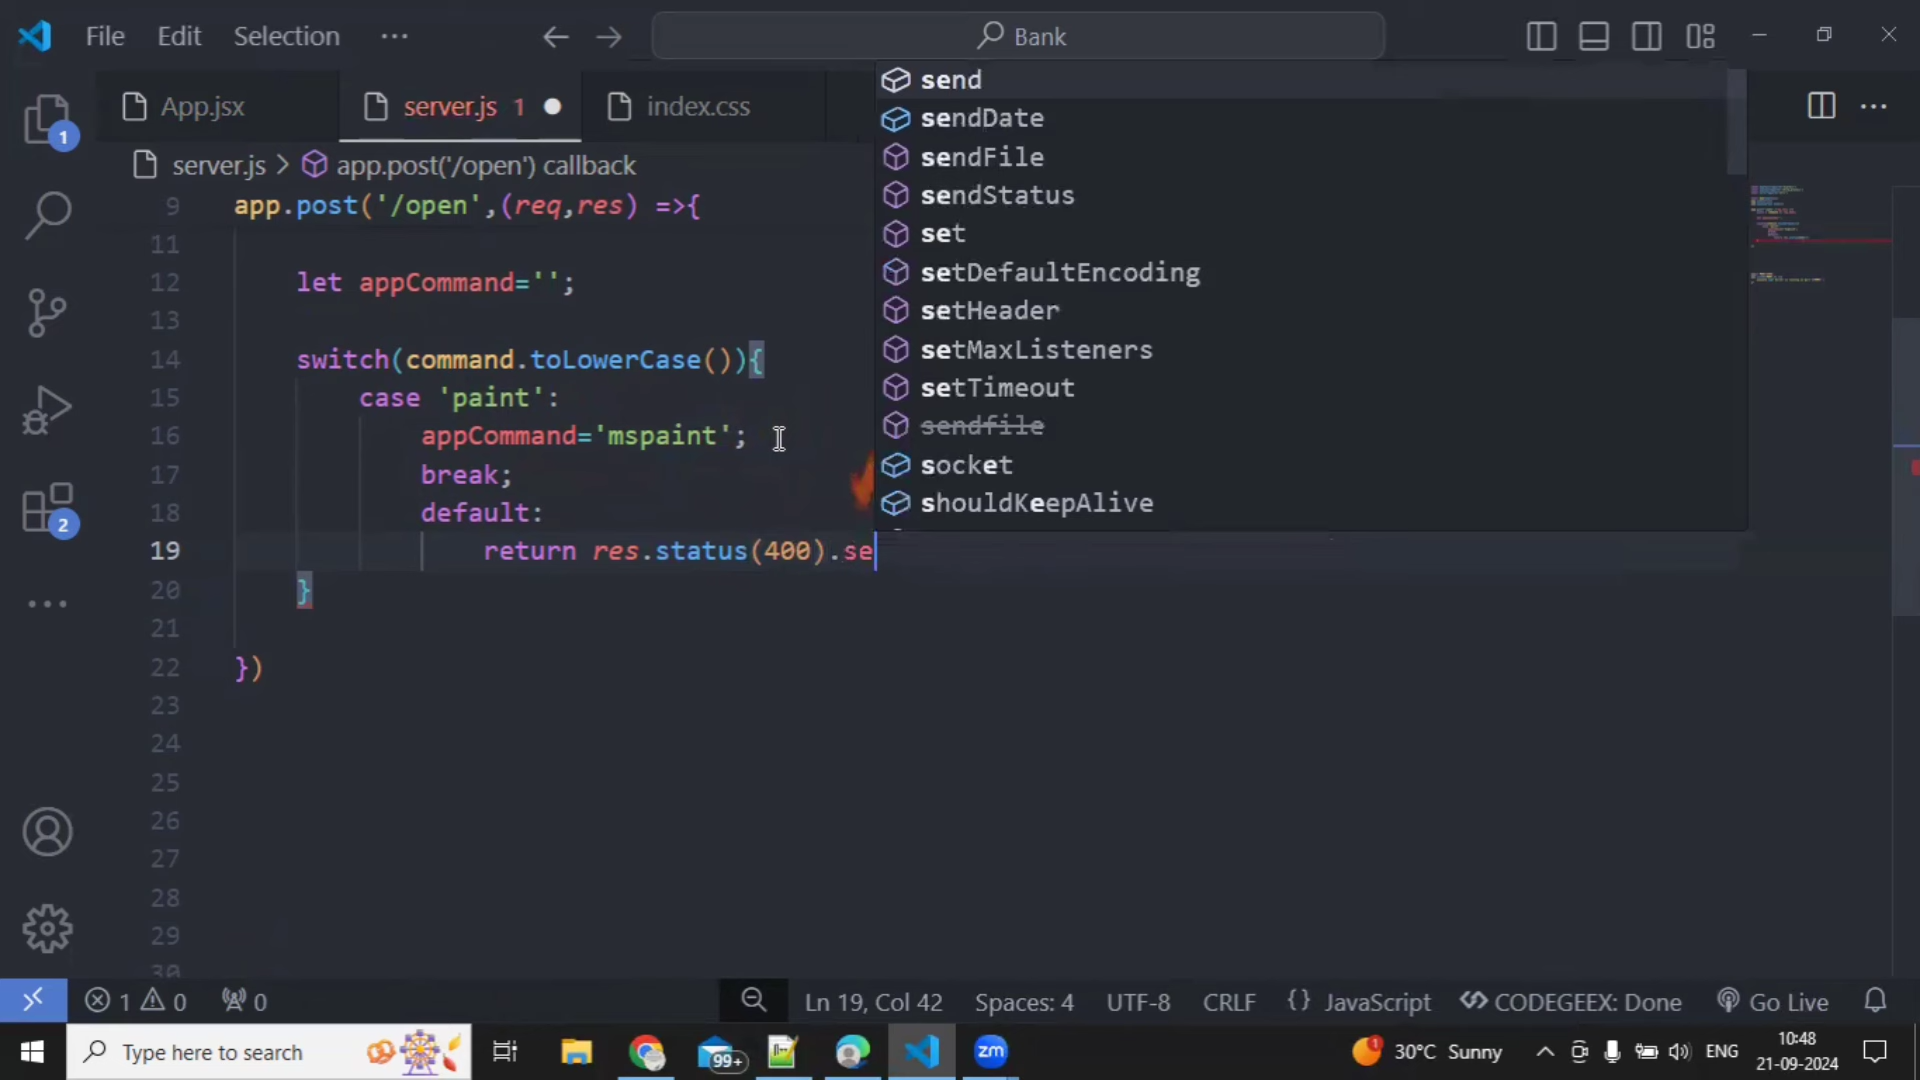 File Edit Selection ··· Bank
App.jsx server.js 1 index.css ···
server.js > app.post('/open') callback
send
sendDate
sendFile
sendStatus
set
setDefaultEncoding
setHeader
setMaxListeners
setTimeout
sendfile
socket
shouldKeepAlive
9 app.post('/open',(req,res) =>{
11
12 let appCommand='';
13
14 switch(command.toLowerCase()){
15 case 'paint':
16 appCommand='mspaint';
17 break;
18 default:
19 return res.status(400).se
20 }
21
22 })
23
24
25
26
27
28
29
30
1
2
1 0 0 Ln 19, Col 42 Spaces: 4 UTF-8 CRLF {} JavaScript CODEGEEX: Done Go Live
Type here to search 99+ zm 1 30°C Sunny ENG 10:48
21-09-2024